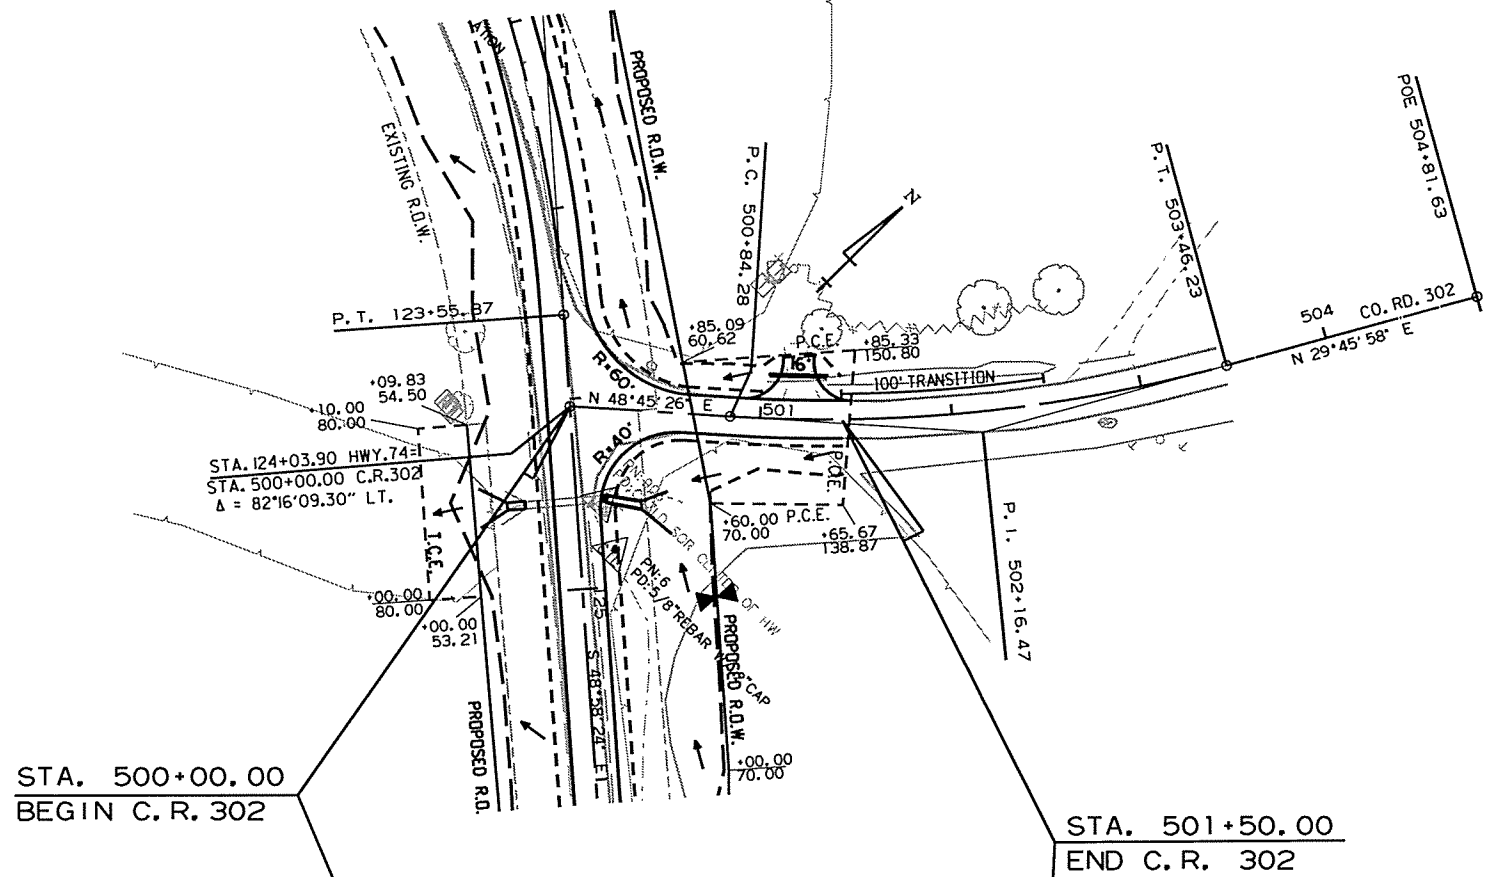 PROPOSED R.O.W.
EXISTING R.O.W.
POE 504+81.63
P.T. 503+46.23
P.C. 500+84.28
N
P.T. 123+55.87
504 CO. RD. 302
N 29°45'58" E
+85.09
60.62
P.C.E.
+85.33
150.80
16'
100' TRANSITION
R=60'
N 48°45'26" E
501
+09.83
54.50
+10.00
80.00
R=40'
STA. 124+03.90 HWY. 74=
STA. 500+00.00 C.R. 302
Δ = 82°16'09.30" LT.
P.C.E.
+60.00 P.C.E.
70.00
+65.67
138.87
P.I. 502+16.47
T.C.E.
PN:6
PD:5/8"REBAR
CAP
OF HW
+00.00
80.00
+00.00
53.21
125
S 48°58'24" E
PROPOSED R.O.W.
PROPOSED R.O.
+00.00
70.00
STA. 500+00.00
BEGIN C.R. 302
STA. 501+50.00
END C.R. 302